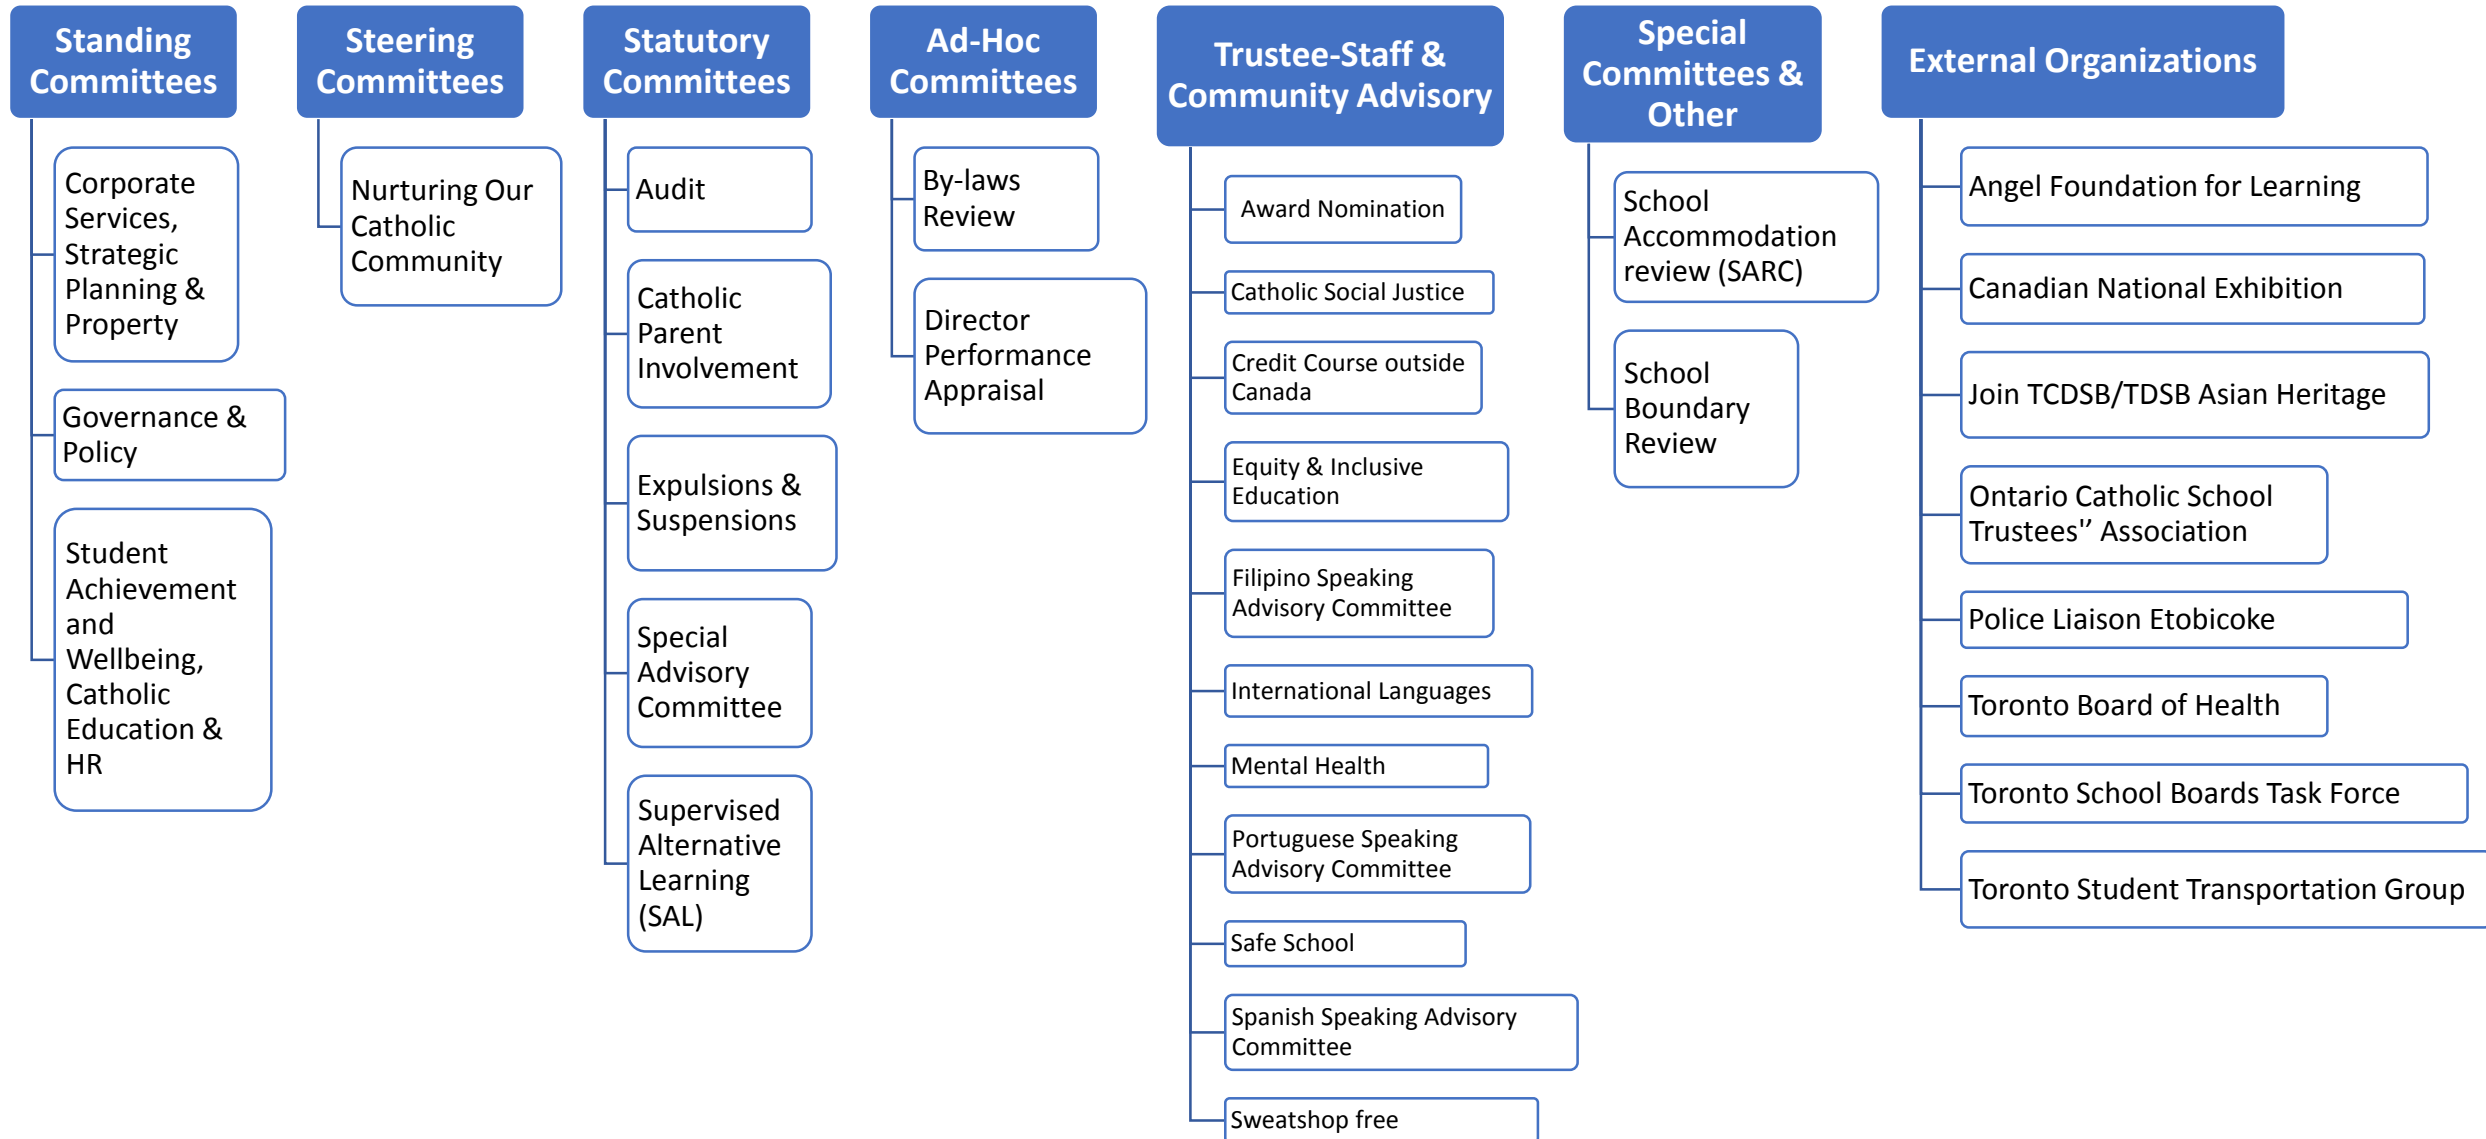 Standing
Committees
Corporate
Services,
Strategic
Planning &
Property
Governance &
Policy
Student
Achievement
and
Wellbeing,
Catholic
Education &
HR
Steering
Committees
Nurturing Our
Catholic
Community
Statutory
Committees
Audit
Catholic
Parent
Involvement
Expulsions &
Suspensions
Special
Advisory
Committee
Supervised
Alternative
Learning
(SAL)
Ad-Hoc
Committees
By-laws
Review
Director
Performance
Appraisal
Trustee-Staff &
Community Advisory
Award Nomination
Catholic Social Justice
Credit Course outside
Canada
Equity & Inclusive
Education
Filipino Speaking
Advisory Committee
International Languages
Mental Health
Portuguese Speaking
Advisory Committee
Safe School
Spanish Speaking Advisory
Committee
Sweatshop free
Special
Committees &
Other
School
Accommodation
review (SARC)
School
Boundary
Review
External Organizations
Angel Foundation for Learning
Canadian National Exhibition
Join TCDSB/TDSB Asian Heritage
Ontario Catholic School
Trustees"’ Association
Police Liaison Etobicoke
Toronto Board of Health
Toronto School Boards Task Force
Toronto Student Transportation Group